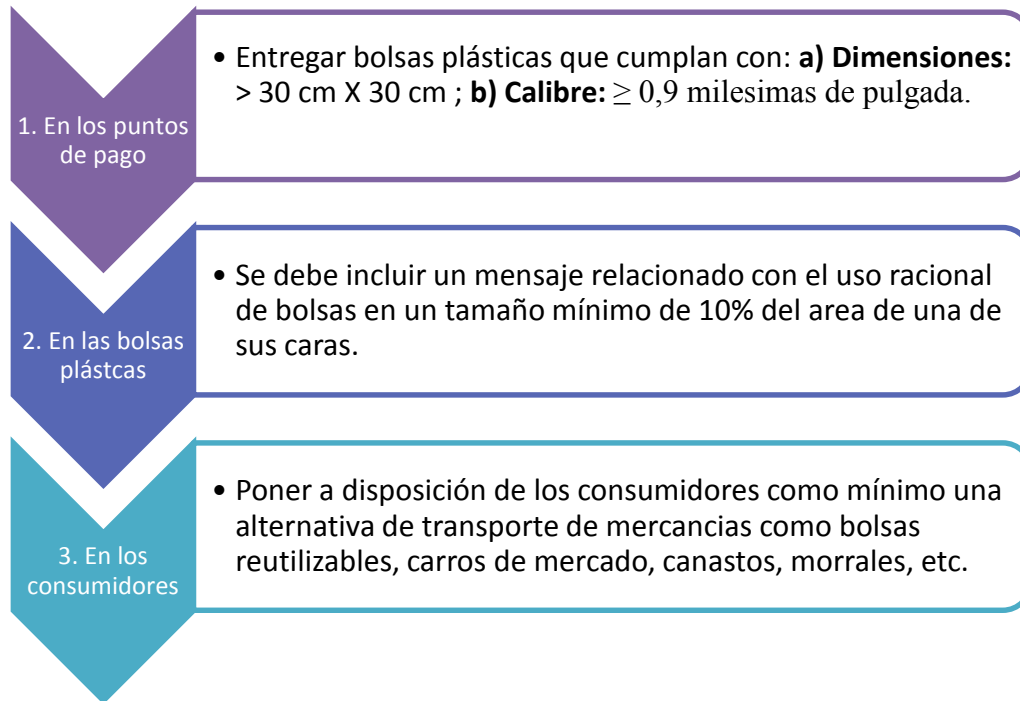 1. En los puntos
de pago
• Entregar bolsas plásticas que cumplan con: a) Dimensiones:
> 30 cm X 30 cm ; b) Calibre: ≥ 0,9 milesimas de pulgada.
2. En las bolsas
plástcas
• Se debe incluir un mensaje relacionado con el uso racional
de bolsas en un tamaño mínimo de 10% del area de una de
sus caras.
3. En los
consumidores
• Poner a disposición de los consumidores como mínimo una
alternativa de transporte de mercancias como bolsas
reutilizables, carros de mercado, canastos, morrales, etc.